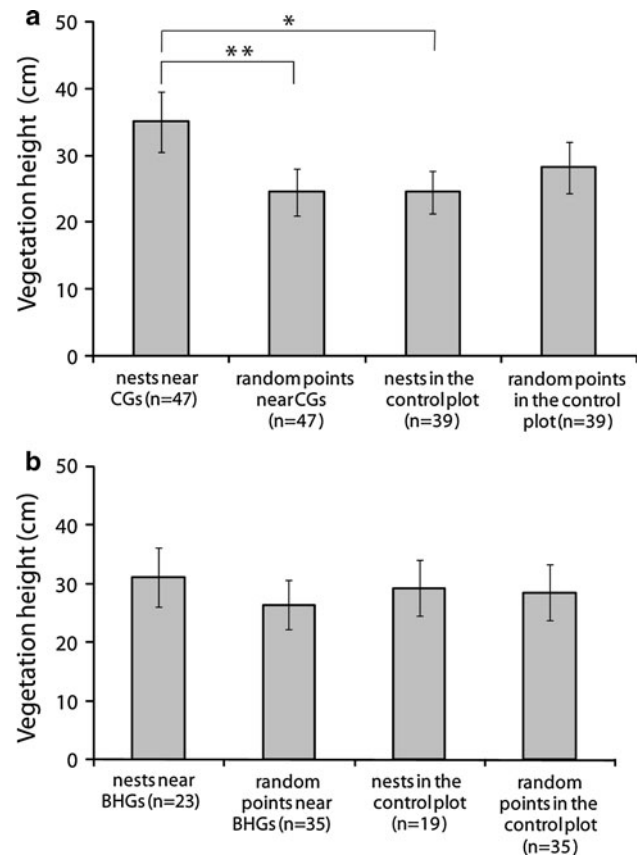 a
Vegetation height (cm)
50
40
30
20
10
0
*
**
nests near
CGs (n=47)
random points
near CGs
(n=47)
nests in the
control plot
(n=39)
random points
in the control
plot (n=39)
b
Vegetation height (cm)
50
40
30
20
10
0
nests near
BHGs (n=23)
random
points near
BHGs (n=35)
nests in the
control plot
(n=19)
random
points in the
control plot
(n=35)